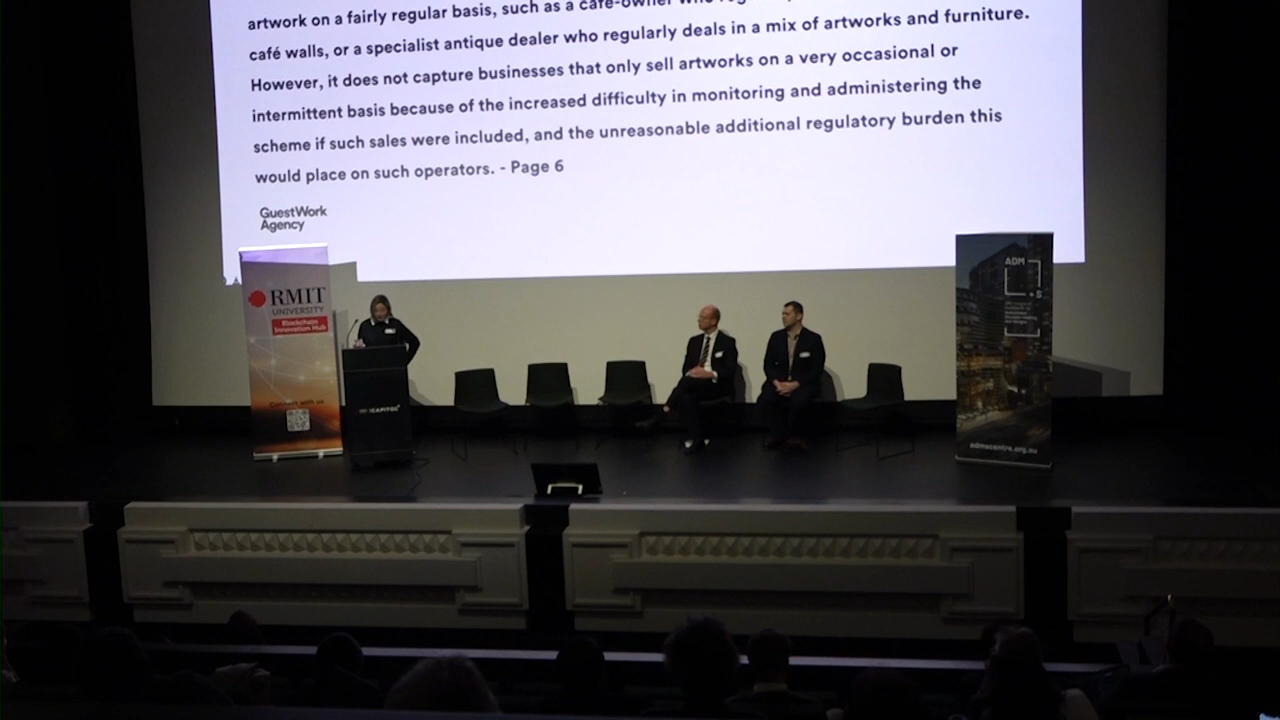 artwork on a fairly regular basis, such as a café-owner who
café walls, or a specialist antique dealer who regularly deals in a mix of artworks and furniture.
However, it does not capture businesses that only sell artworks on a very occasional or
intermittent basis because of the increased difficulty in monitoring and administering the
scheme if such sales were included, and the unreasonable additional regulatory burden this
would place on such operators. - Page 6
GuestWork
Agency
RMIT
UNIVERSITY
Blockchain
Innovation Hub
Connect with us
CAPITOL
ADM
+S
admscentre.org.au